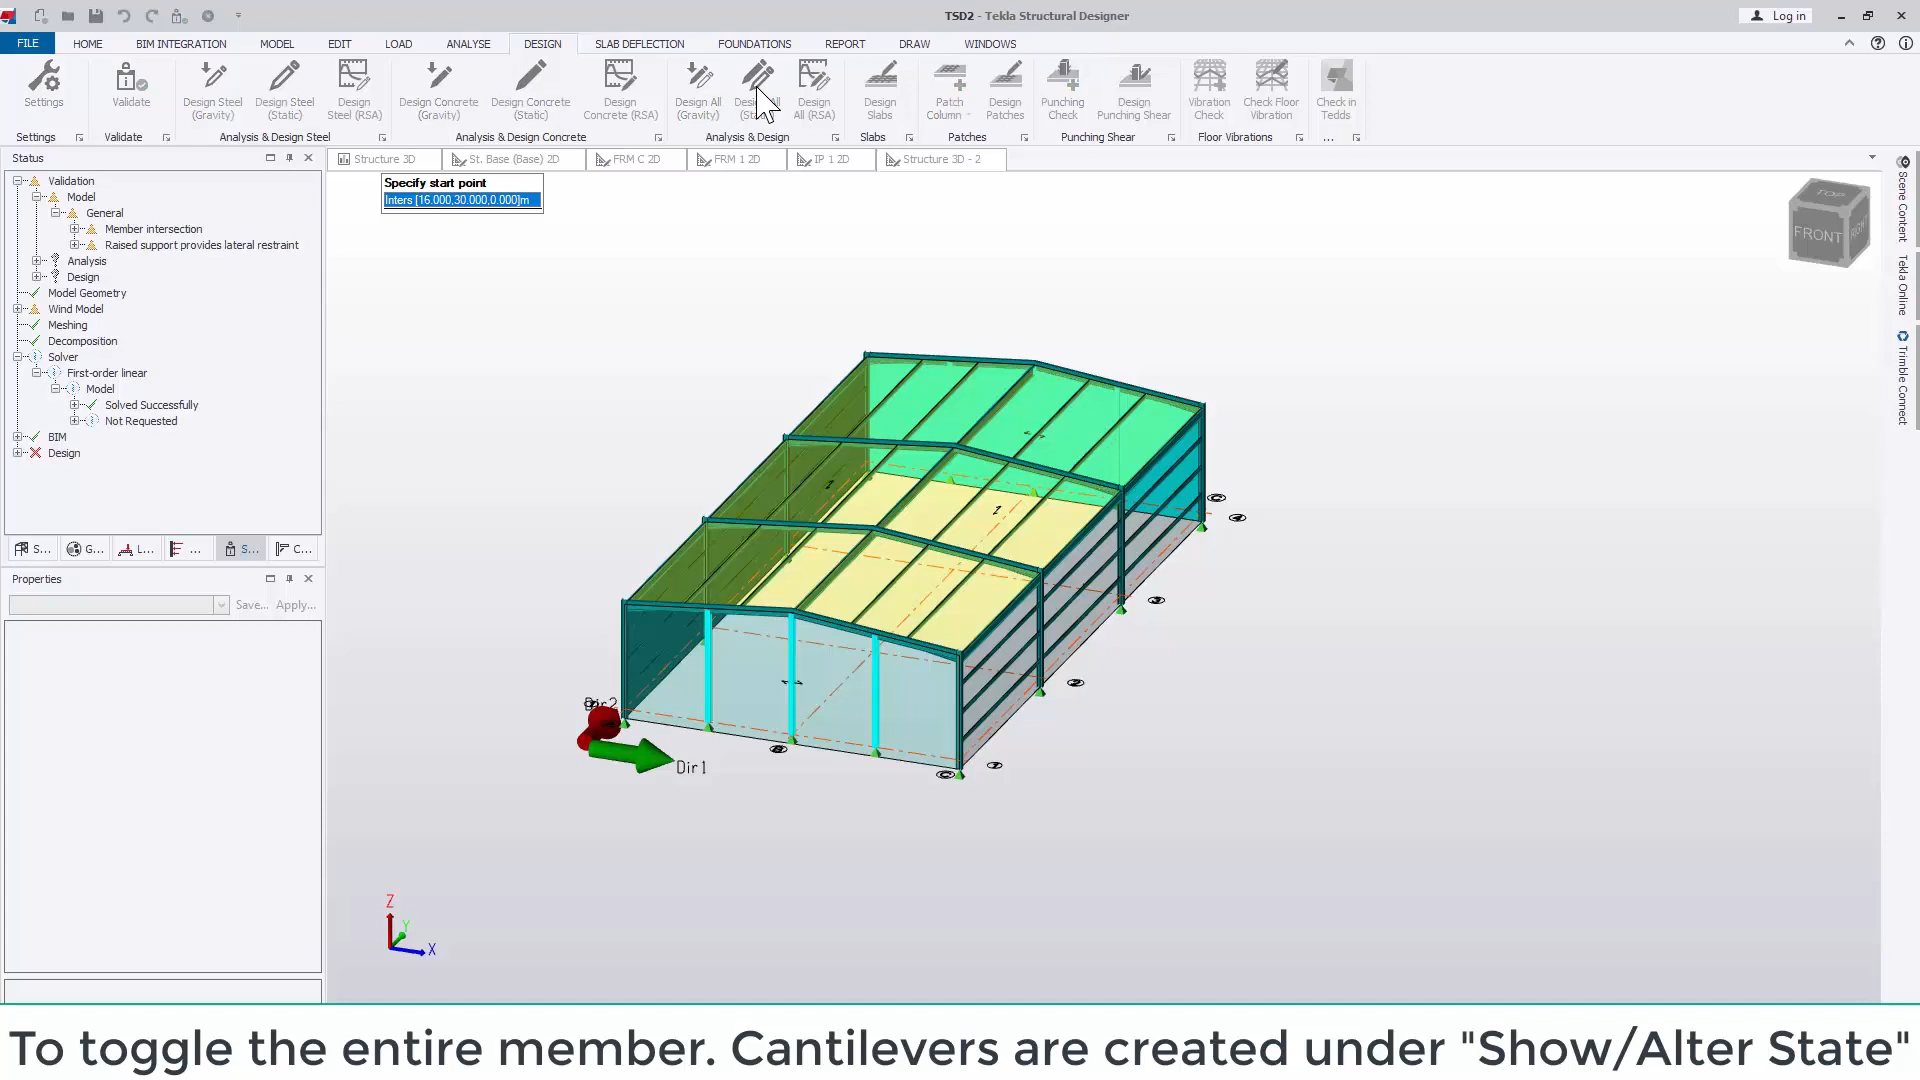 TSD2 - Tekla Structural Designer
Log in
FILE
HOME
BIM INTEGRATION
MODEL
EDIT
LOAD
ANALYSE
DESIGN
SLAB DEFLECTION
FOUNDATIONS
REPORT
DRAW
WINDOWS
Settings
Validate
Design Steel (Gravity)
Design Steel (Static)
Design Steel (RSA)
Design Concrete (Gravity)
Design Concrete (Static)
Design Concrete (RSA)
Design All (Gravity)
Design All (RSA)
Design Slabs
Patch Column
Design Patches
Punching Check
Design Punching Shear
Vibration Check
Check Floor Vibration
Check in Tedds
Settings
Validate
Analysis & Design Steel
Analysis & Design Concrete
Analysis & Design
Slabs
Patches
Punching Shear
Floor Vibrations
...
Status
Structure 3D
St. Base (Base) 2D
FRM C 2D
FRM 1 2D
IP 1 2D
Structure 3D - 2
Specify start point
Inters [16.000,30.000,0.000]m
Validation
Model
General
Member intersection
Raised support provides lateral restraint
Analysis
Design
Model Geometry
Wind Model
Meshing
Decomposition
Solver
First-order linear
Model
Solved Successfully
Not Requested
BIM
Design
S...
G...
L...
...
S...
C...
Properties
Save...
Apply...
TOP
FRONT
RIGHT
Scene Content
Tekla Online
Trimble Connect
Dir2
Dir1
C
4
3
2
B
C
1
Z
Y
X
To toggle the entire member. Cantilevers are created under "Show/Alter State"